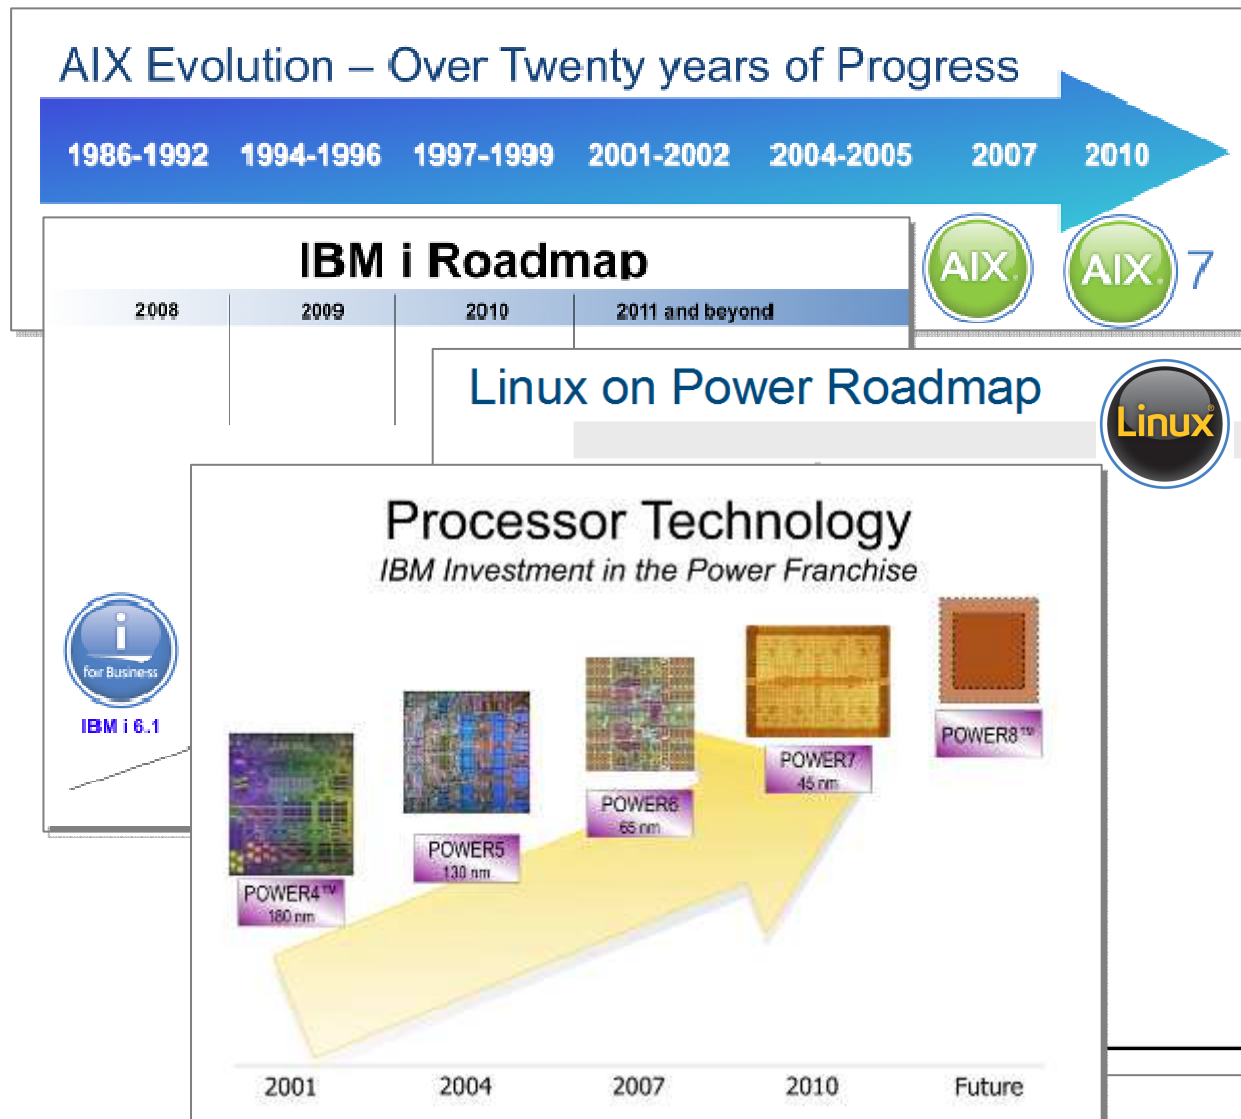 AIX Evolution – Over Twenty years of Progress
1986-1992 1994-1996 1997-1999 2001-2002 2004-2005 2007 2010
AIX
AIX 7
IBM i Roadmap
2008 2009 2010 2011 and beyond
Linux on Power Roadmap
Linux
Processor Technology
IBM Investment in the Power Franchise
i
for Business
IBM i 6.1
POWER4™
180 nm
POWER5
130 nm
POWER6
65 nm
POWER7
45 nm
POWER8™
2001 2004 2007 2010 Future